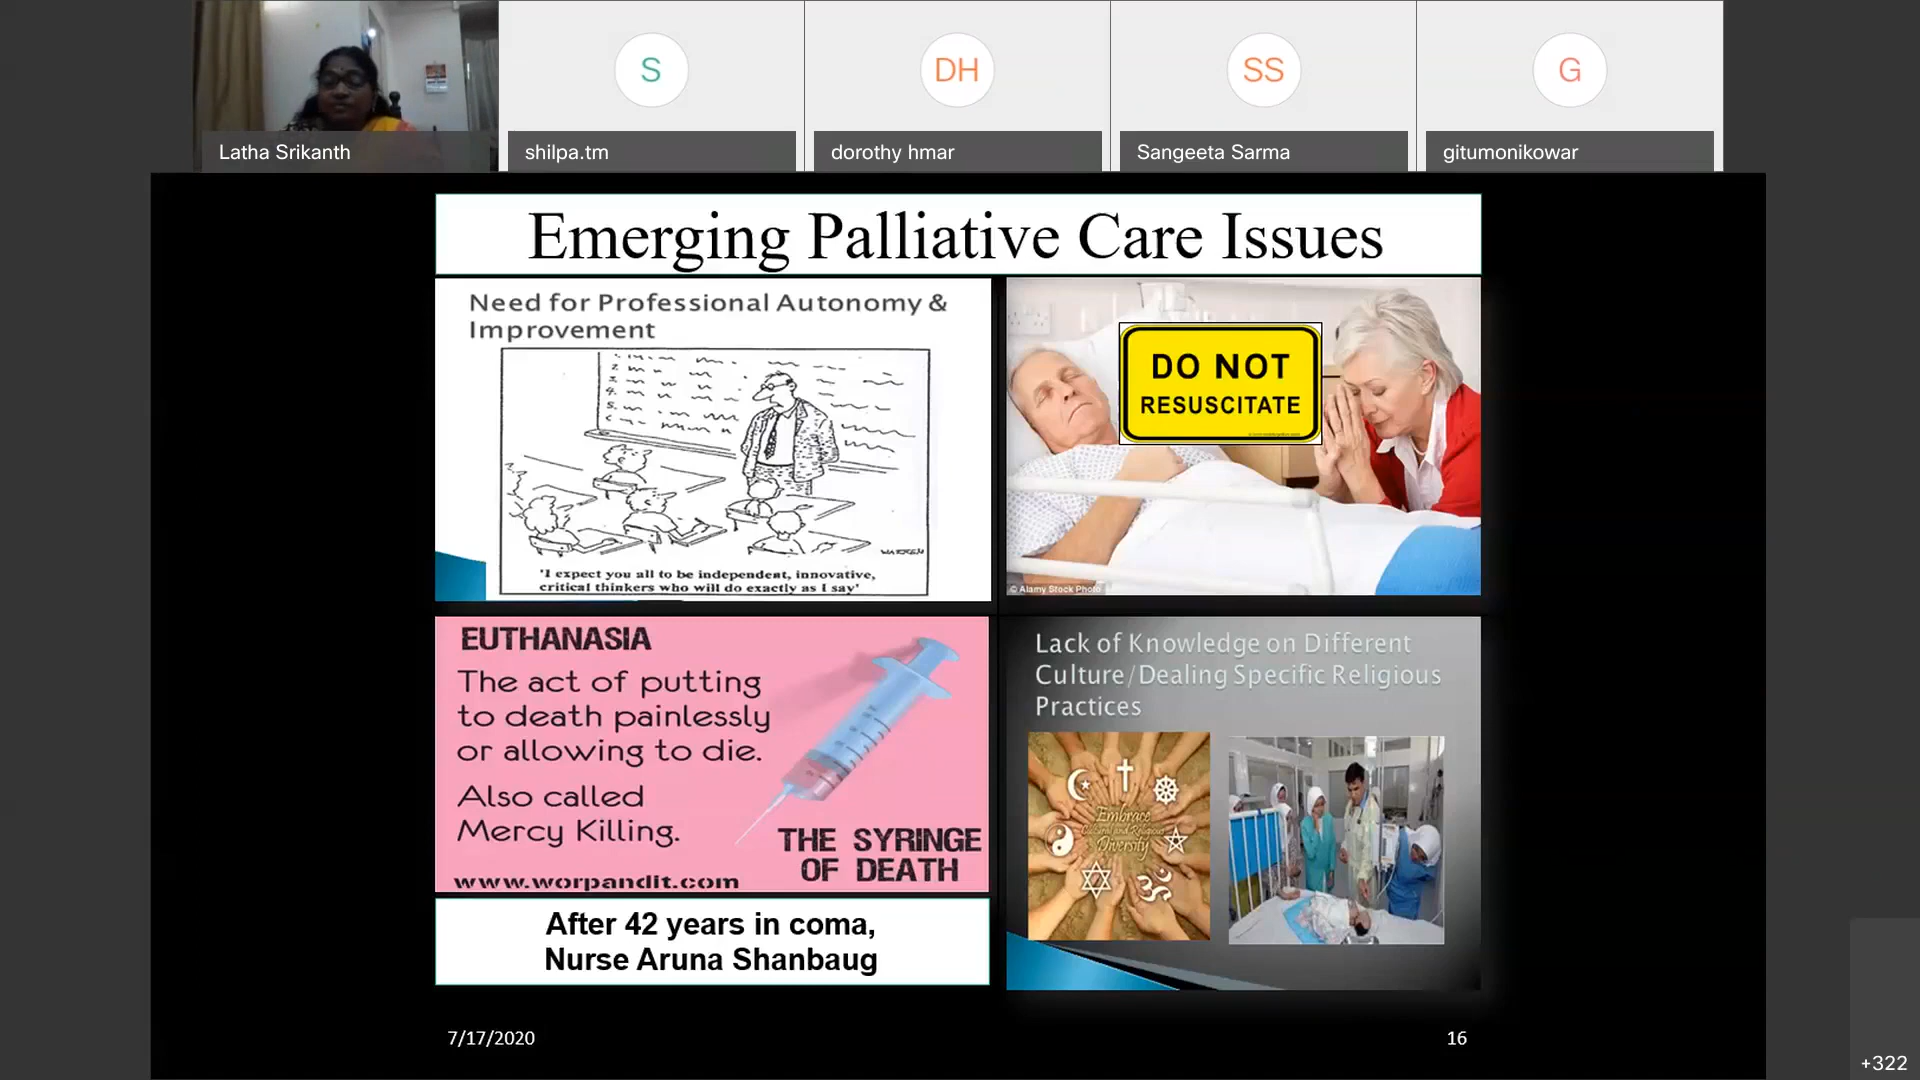 S
DH
SS
G
Latha Srikanth
shilpa.tm
dorothy hmar
Sangeeta Sarma
gitumonikowar
Emerging Palliative Care Issues
Need for Professional Autonomy &
Improvement
WARREN
'I expect you all to be independent, innovative,
critical thinkers who will do exactly as I say'
DO NOT
RESUSCITATE
© Alamy Stock Photo
EUTHANASIA
The act of putting
to death painlessly
or allowing to die.
Also called
Mercy Killing.
THE SYRINGE
OF DEATH
www.worpandit.com
After 42 years in coma,
Nurse Aruna Shanbaug
Lack of Knowledge on Different
Culture/Dealing Specific Religious
Practices
Embrace
Cultural and Religious
Diversity
7/17/2020
16
+322